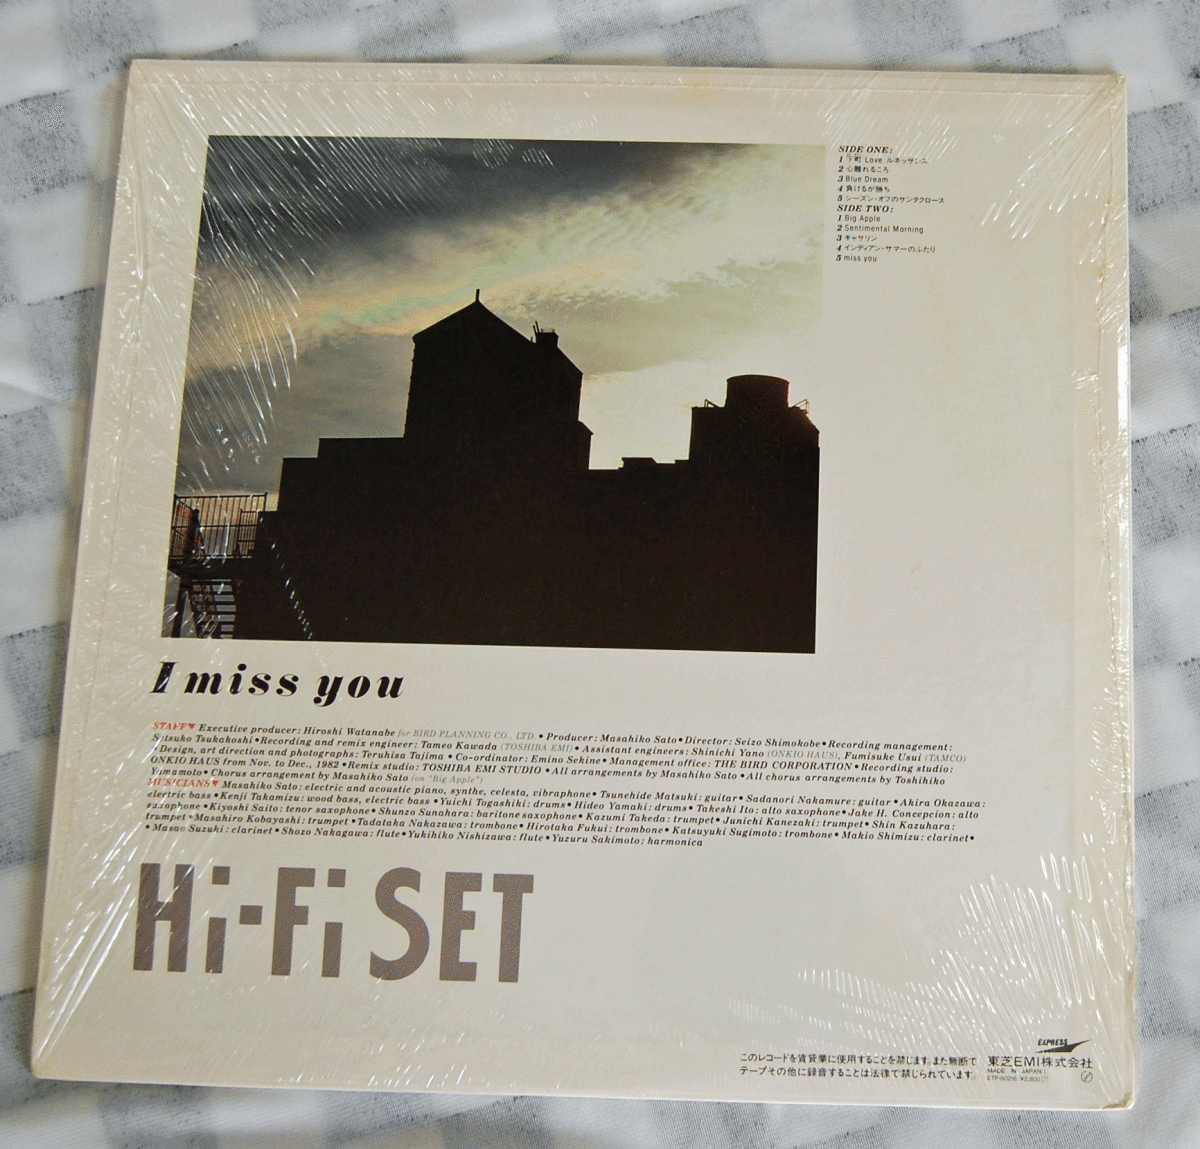 SIDE ONE:
1 下町 Love ルネッサンス
2 心離れるころ
3 Blue Dream
4 負けるが勝ち
5 シーズン・オフのサンタクロース
SIDE TWO:
1 Big Apple
2 Sentimental Morning
3 キャサリン
4 インディアン・サマーのふたり
5 miss you
I miss you
STAFF▼ Executive producer: Hiroshi Watanabe for BIRD PLANNING CO., LTD. • Producer: Masahiko Sato • Director: Seizo Shimokobe • Recording management:
Setsuko Tsukakoshi • Recording and remix engineer: Tameo Kawada (TOSHIBA EMI) • Assistant engineers: Shinichi Yano (ONKIO HAUS), Fumisuke Usui (TAMCO)
• Design, art direction and photographs: Teruhisa Tajima • Co-ordinator: Emino Sekine • Management office: THE BIRD CORPORATION • Recording studio:
ONKIO HAUS from Nov. to Dec., 1982 • Remix studio: TOSHIBA EMI STUDIO • All arrangements by Masahiko Sato • All chorus arrangements by Toshihiko
Yamamoto • Chorus arrangement by Masahiko Sato (on "Big Apple")
MUSICIANS▼ Masahiko Sato: electric and acoustic piano, synthe, celesta, vibraphone • Tsunehide Matsuki: guitar • Sadanori Nakamure: guitar • Akira Okazawa:
electric bass • Kenji Takamizu: wood bass, electric bass • Yuichi Togashiki: drums • Hideo Yamaki: drums • Takeshi Ito: alto saxophone • Jake H. Concepcion: alto
saxophone • Kiyoshi Saito: tenor saxophone • Shunzo Sunahara: baritone saxophone • Kazumi Takeda: trumpet • Junichi Kanezaki: trumpet • Shin Kazuhara:
trumpet • Masahiro Kobayashi: trumpet • Tadataka Nakazawa: trombone • Hirotaka Fukui: trombone • Katsuyuki Sugimoto: trombone • Makio Shimizu: clarinet •
• Masao Suzuki: clarinet • Shozo Nakagawa: flute • Yukihiko Nishizawa: flute • Yuzuru Sakimoto: harmonica
Hi-Fi SET
EXPRESS
このレコードを賃貸業に使用することを禁じます。また無断で
テープその他に録音することは法律で禁じられています。
東芝EMI株式会社
MADE IN JAPAN
ETP-90216 ¥2,800